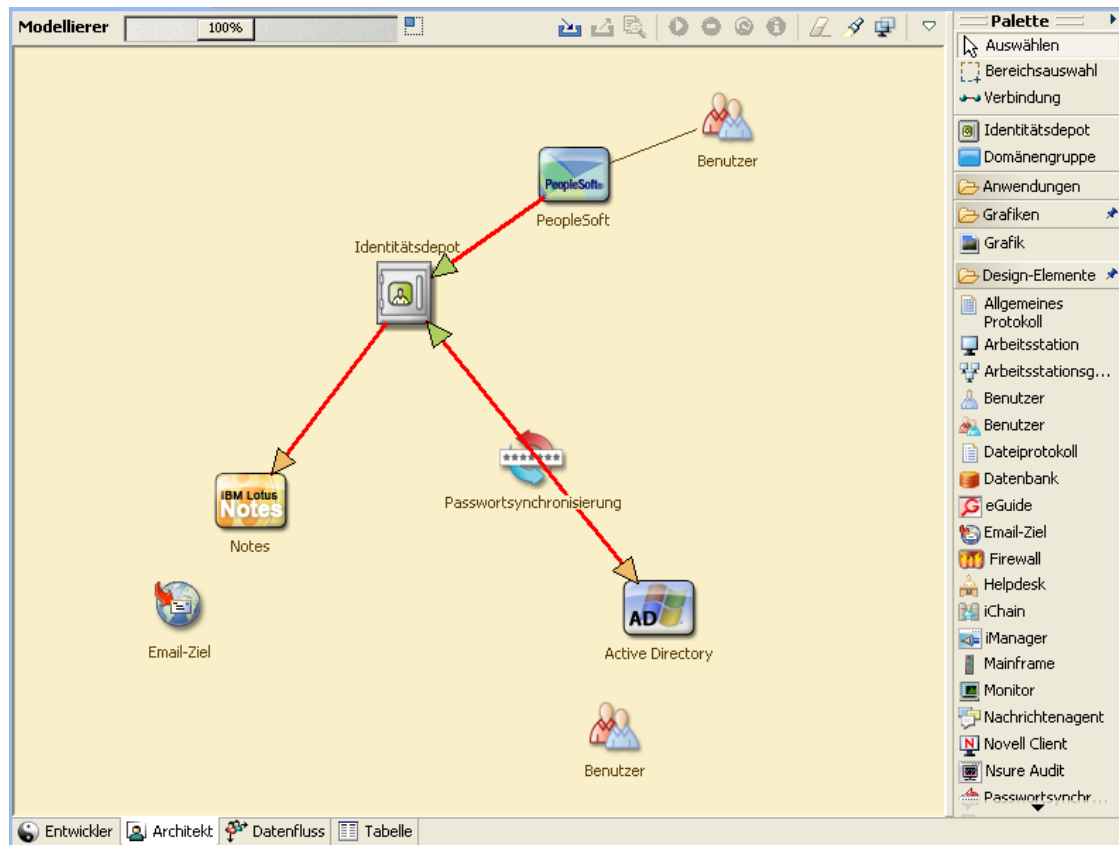 Modellierer
100%
Benutzer
PeopleSoft®
PeopleSoft
Identitätsdepot
*******
Passwortsynchronisierung
IBM Lotus
Notes
Notes
AD
Active Directory
Email-Ziel
Benutzer
Palette
Auswählen
Bereichsauswahl
Verbindung
Identitätsdepot
Domänengruppe
Anwendungen
Grafiken
Grafik
Design-Elemente
Allgemeines
Protokoll
Arbeitsstation
Arbeitsstationsg...
Benutzer
Benutzer
Dateiprotokoll
Datenbank
eGuide
Email-Ziel
Firewall
Helpdesk
iChain
iManager
Mainframe
Monitor
Nachrichtenagent
Novell Client
Nsure Audit
Passwortsynchr...
Entwickler
Architekt
Datenfluss
Tabelle